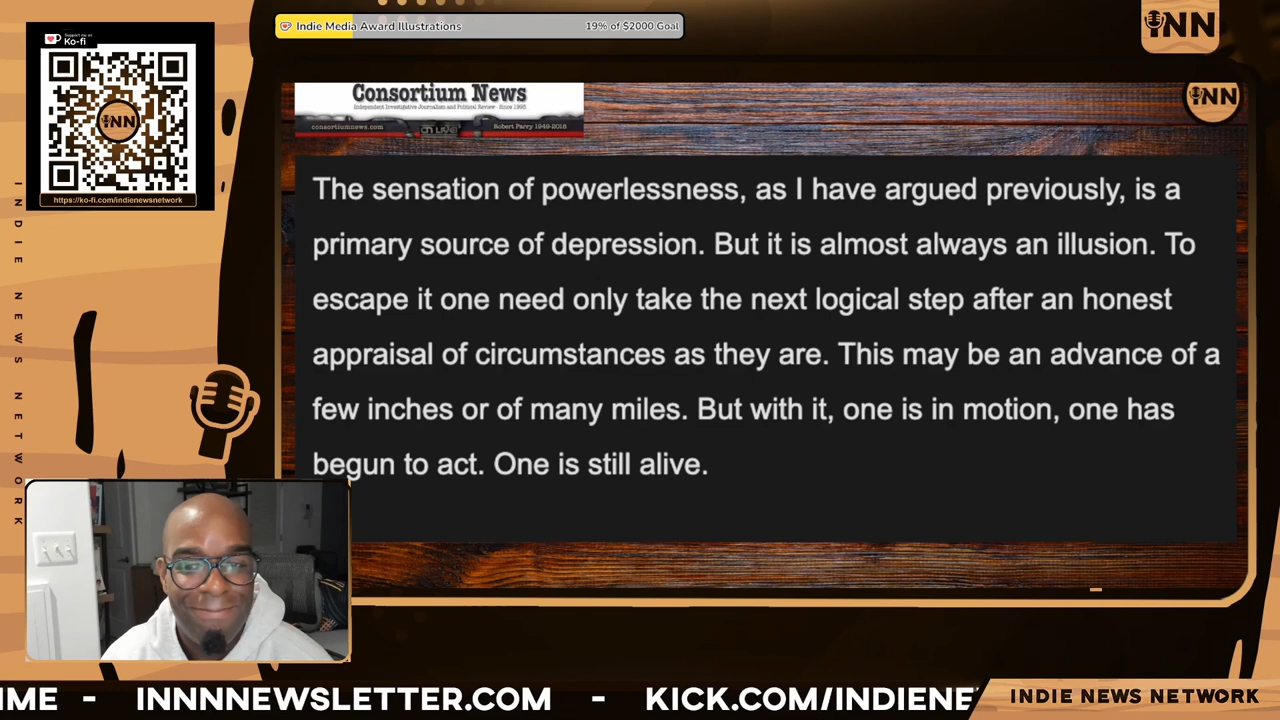 Support me on
Ko-fi
INN
https://ko-fi.com/indienewsnetwork
Indie Media Award Illustrations
19% of $2000 Goal
INN
Consortium News
Independent Investigative Journalism and Political Review - Since 1995
consortiumnews.com
CN LIVE!
Robert Parry 1949-2018
INN
The sensation of powerlessness, as I have argued previously, is a
primary source of depression. But it is almost always an illusion. To
escape it one need only take the next logical step after an honest
appraisal of circumstances as they are. This may be an advance of a
few inches or of many miles. But with it, one is in motion, one has
begun to act. One is still alive.
INDIE NEWS NETWORK
IME - INNNNEWSLETTER.COM - KICK.COM/INDIENE
INDIE NEWS NETWORK